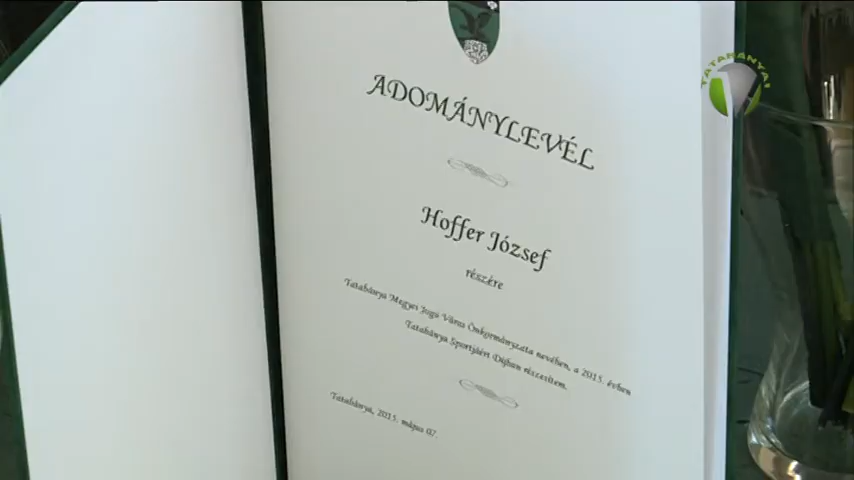 TATABÁNYAI
ADOMÁNYLEVÉL
Hoffer József
részére
Tatabánya Megyei Jogú Város Önkormányzata nevében, a 2015. évben
Tatabánya Sportjáért Díjban részesítem.
Tatabánya, 2015. május 07.